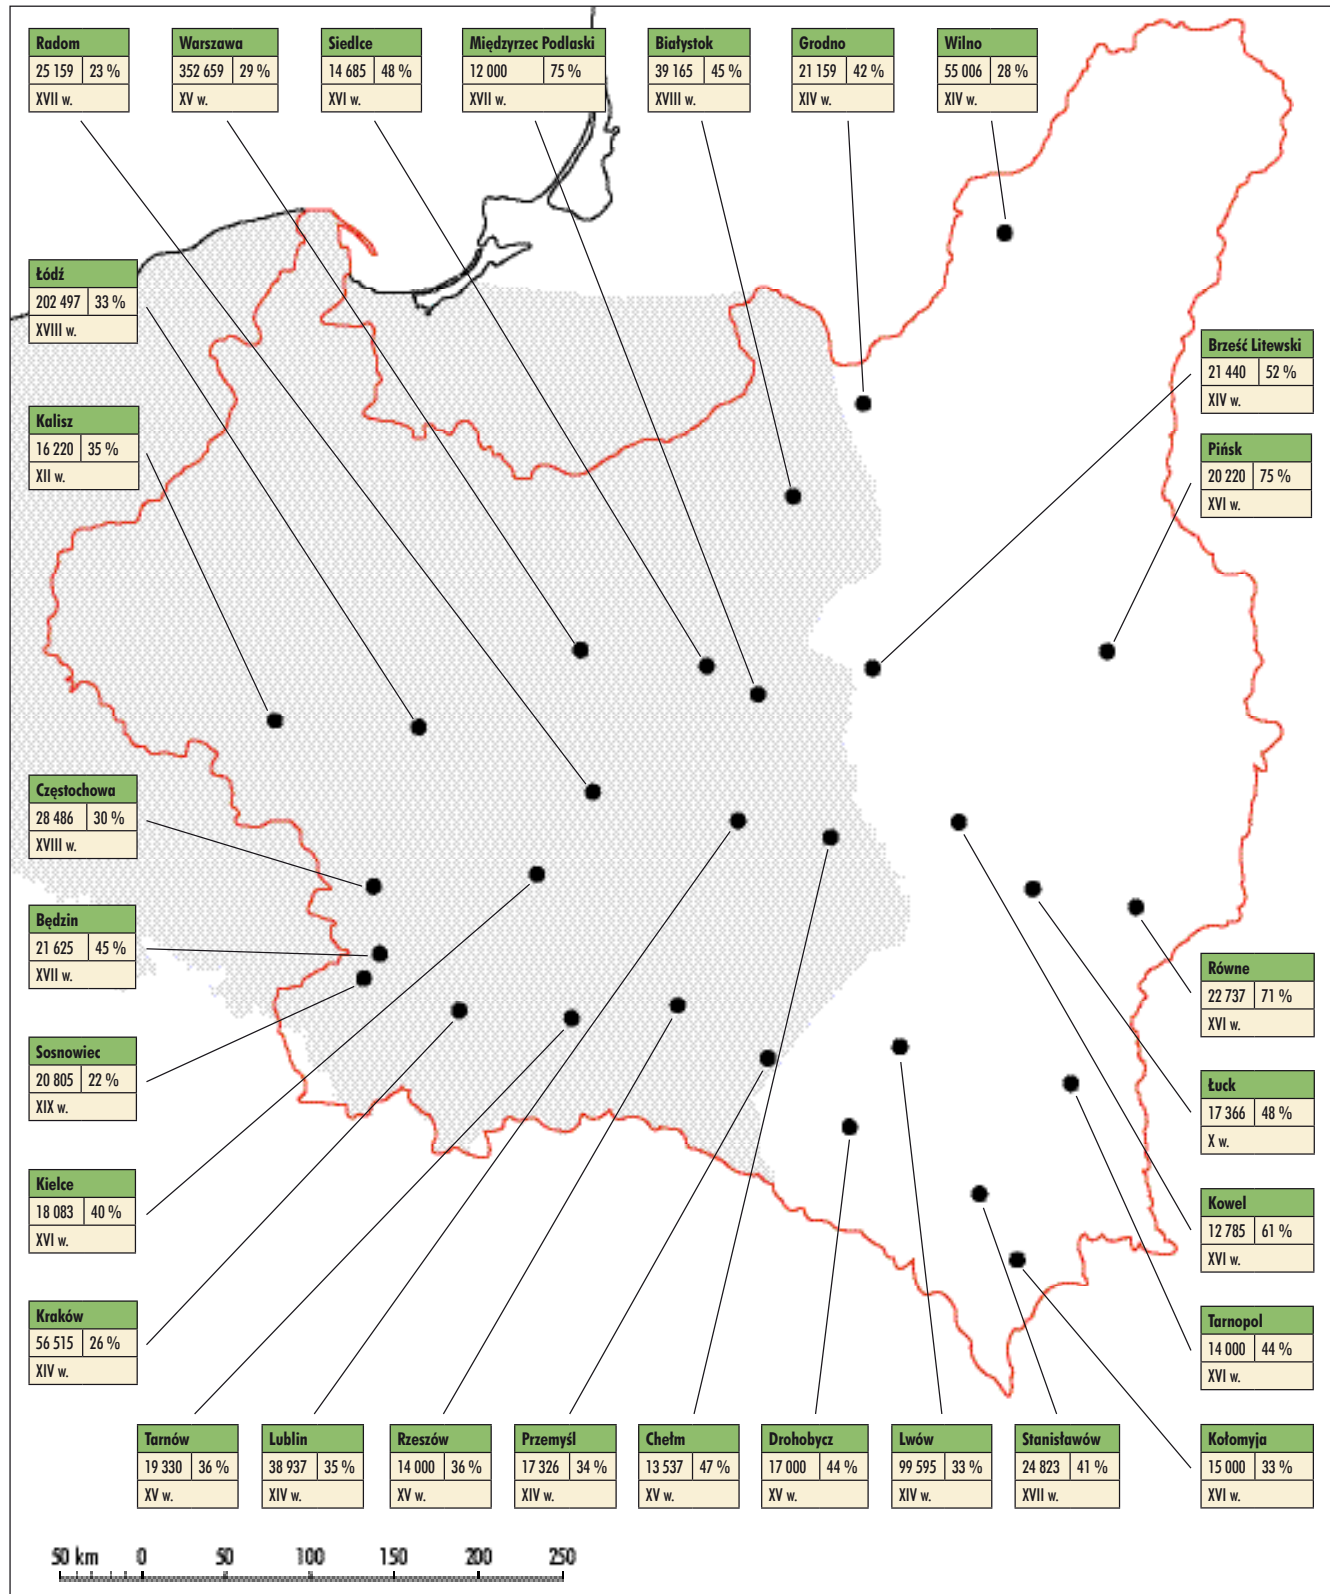 Radom
25 159 23 %
XVII w.
Warszawa
352 659 29 %
XV w.
Siedlce
14 685 48 %
XVI w.
Międzyrzec Podlaski
12 000 75 %
XVII w.
Białystok
39 165 45 %
XVIII w.
Grodno
21 159 42 %
XIV w.
Wilno
55 006 28 %
XIV w.
Łódź
202 497 33 %
XVIII w.
Brześć Litewski
21 440 52 %
XIV w.
Kalisz
16 220 35 %
XII w.
Pińsk
20 220 75 %
XVI w.
Częstochowa
28 486 30 %
XVIII w.
Będzin
21 625 45 %
XVII w.
Równe
22 737 71 %
XVI w.
Sosnowiec
20 805 22 %
XIX w.
Łuck
17 366 48 %
X w.
Kielce
18 083 40 %
XVI w.
Kowel
12 785 61 %
XVI w.
Kraków
56 515 26 %
XIV w.
Tarnopol
14 000 44 %
XVI w.
Tarnów
19 330 36 %
XV w.
Lublin
38 937 35 %
XIV w.
Rzeszów
14 000 36 %
XV w.
Przemyśl
17 326 34 %
XIV w.
Chełm
13 537 47 %
XV w.
Drohobycz
17 000 44 %
XV w.
Lwów
99 595 33 %
XIV w.
Stanisławów
24 823 41 %
XVII w.
Kołomyja
15 000 33 %
XVI w.
50 km 0 50 100 150 200 250